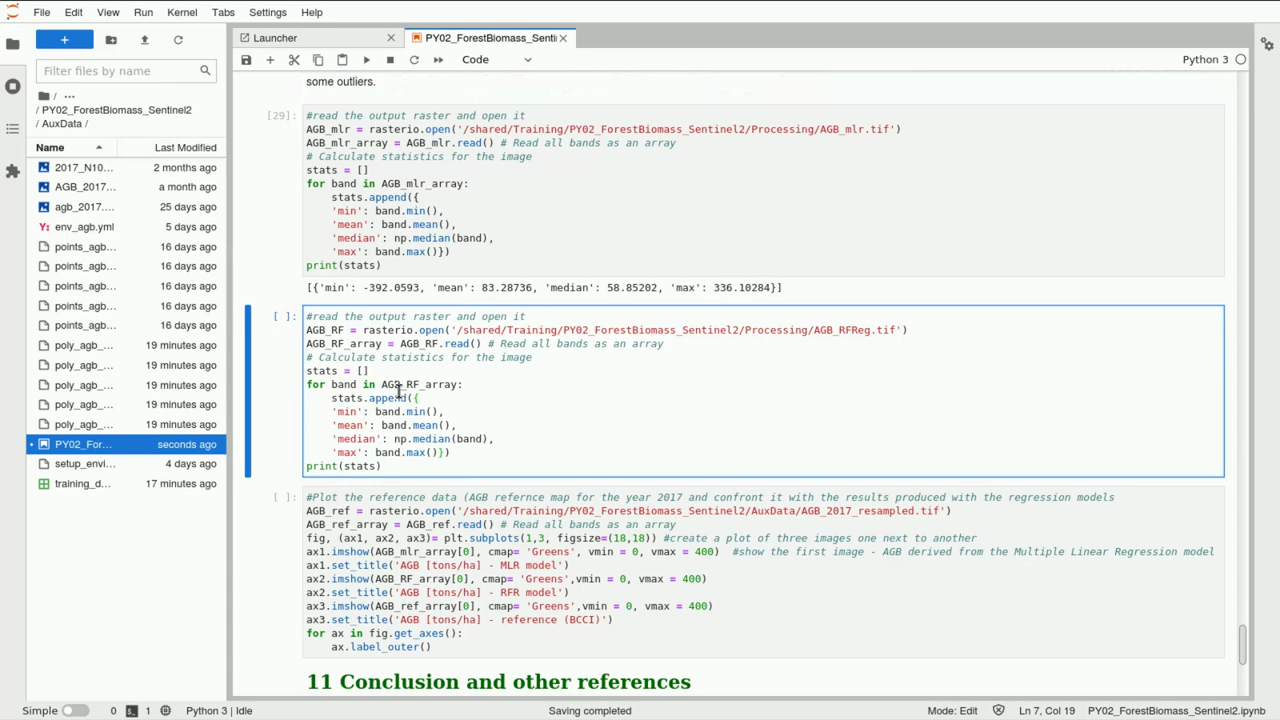 File Edit View Run Kernel Tabs Settings Help
Launcher
PY02_ForestBiomass_Senti
Code
Python 3
Filter files by name
/ ...
/ PY02_ForestBiomass_Sentinel2
/ AuxData /
Name Last Modified
2017_N10... 2 months ago
AGB_2017... a month ago
agb_2017.... 25 days ago
Y: env_agb.yml 5 days ago
points_agb... 16 days ago
points_agb... 16 days ago
points_agb... 16 days ago
points_agb... 16 days ago
points_agb... 16 days ago
poly_agb_... 19 minutes ago
poly_agb_... 19 minutes ago
poly_agb_... 19 minutes ago
poly_agb_... 19 minutes ago
poly_agb_... 19 minutes ago
PY02_For... seconds ago
setup_envi... 4 days ago
training_d... 17 minutes ago
some outliers.
[29]: #read the output raster and open it
AGB_mlr = rasterio.open('/shared/Training/PY02_ForestBiomass_Sentinel2/Processing/AGB_mlr.tif')
AGB_mlr_array = AGB_mlr.read() # Read all bands as an array
# Calculate statistics for the image
stats = []
for band in AGB_mlr_array:
stats.append({
'min': band.min(),
'mean': band.mean(),
'median': np.median(band),
'max': band.max()})
print(stats)
[{'min': -392.0593, 'mean': 83.28736, 'median': 58.85202, 'max': 336.10284}]
[ ]: #read the output raster and open it
AGB_RF = rasterio.open('/shared/Training/PY02_ForestBiomass_Sentinel2/Processing/AGB_RFReg.tif')
AGB_RF_array = AGB_RF.read() # Read all bands as an array
# Calculate statistics for the image
stats = []
for band in AGB_RF_array:
stats.append({
'min': band.min(),
'mean': band.mean(),
'median': np.median(band),
'max': band.max()})
print(stats)
[ ]: #Plot the reference data (AGB refernce map for the year 2017 and confront it with the results produced with the regression models
AGB_ref = rasterio.open('/shared/Training/PY02_ForestBiomass_Sentinel2/AuxData/AGB_2017_resampled.tif')
AGB_ref_array = AGB_ref.read() # Read all bands as an array
fig, (ax1, ax2, ax3)= plt.subplots(1,3, figsize=(18,18)) #create a plot of three images one next to another
ax1.imshow(AGB_mlr_array[0], cmap= 'Greens', vmin = 0, vmax = 400) #show the first image - AGB derived from the Multiple Linear Regression model
ax1.set_title('AGB [tons/ha] - MLR model')
ax2.imshow(AGB_RF_array[0], cmap= 'Greens',vmin = 0, vmax = 400)
ax2.set_title('AGB [tons/ha] - RFR model')
ax3.imshow(AGB_ref_array[0], cmap= 'Greens',vmin = 0, vmax = 400)
ax3.set_title('AGB [tons/ha] - reference (BCCI)')
for ax in fig.get_axes():
ax.label_outer()
11 Conclusion and other references
Simple 0 1 Python 3 | Idle Saving completed Mode: Edit Ln 7, Col 19 PY02_ForestBiomass_Sentinel2.ipynb